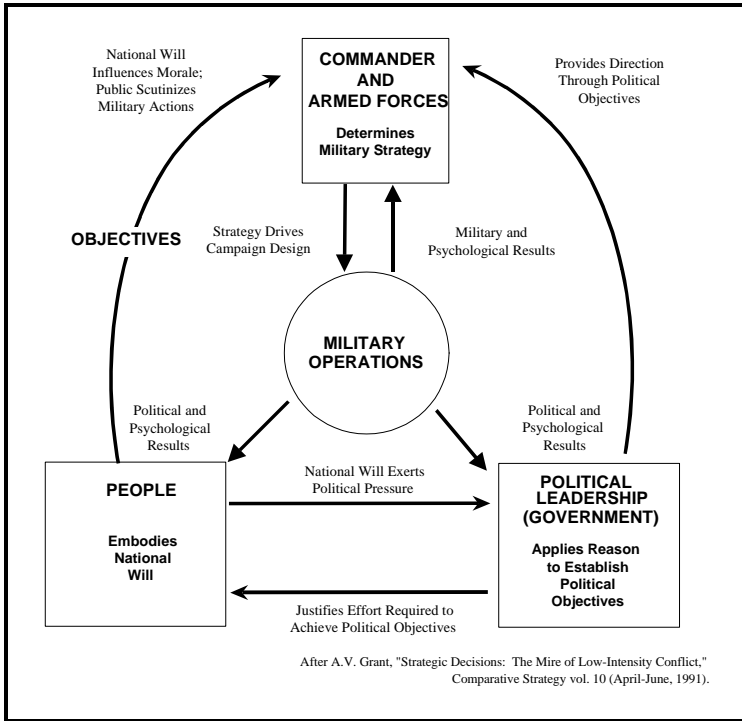 National Will
Influences Morale;
Public Scutinizes
Military Actions
COMMANDER
AND
ARMED FORCES
Determines
Military Strategy
Provides Direction
Through Political
Objectives
OBJECTIVES
Strategy Drives
Campaign Design
Military and
Psychological Results
MILITARY
OPERATIONS
Political and
Psychological
Results
Political and
Psychological
Results
PEOPLE
Embodies
National
Will
National Will Exerts
Political Pressure
POLITICAL
LEADERSHIP
(GOVERNMENT)
Applies Reason
to Establish
Political
Objectives
Justifies Effort Required to
Achieve Political Objectives
After A.V. Grant, "Strategic Decisions: The Mire of Low-Intensity Conflict,"
Comparative Strategy vol. 10 (April-June, 1991).